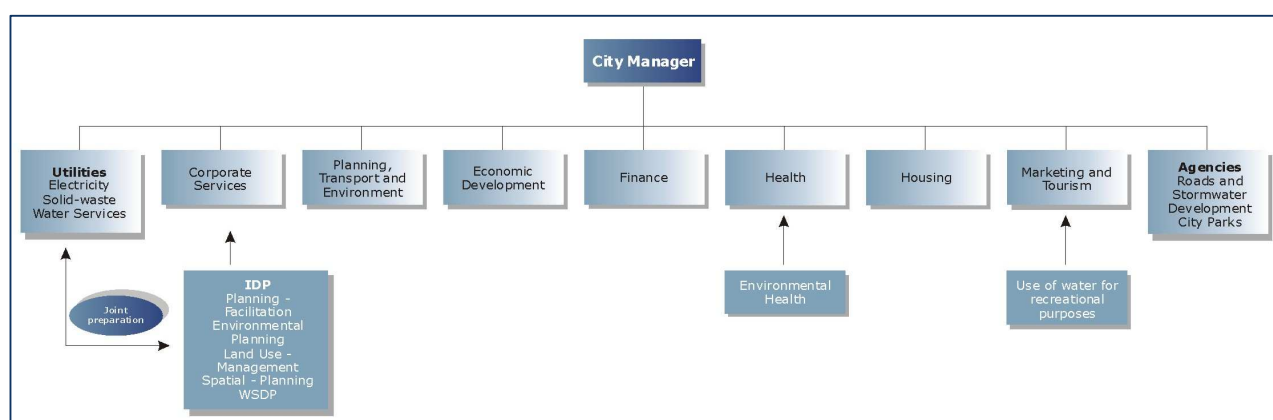 City Manager
Utilities
Electricity
Solid-waste
Water Services
Corporate
Services
Planning,
Transport and
Environment
Economic
Development
Finance
Health
Housing
Marketing and
Tourism
Agencies
Roads and
Stormwater
Development
City Parks
Joint
preparation
IDP
Planning -
Facilitation
Environmental
Planning
Land Use -
Management
Spatial - Planning
WSDP
Environmental
Health
Use of water for
recreational
purposes